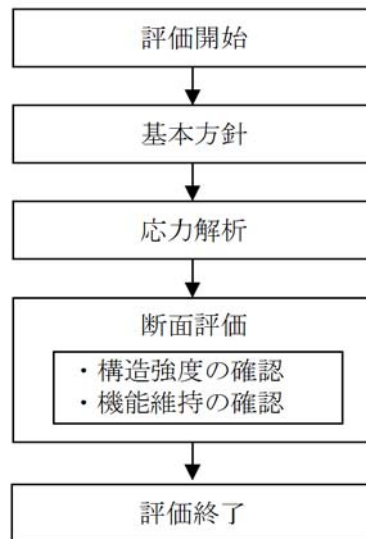 評価開始
基本方針
応力解析
断面評価
・構造強度の確認
・機能維持の確認
評価終了